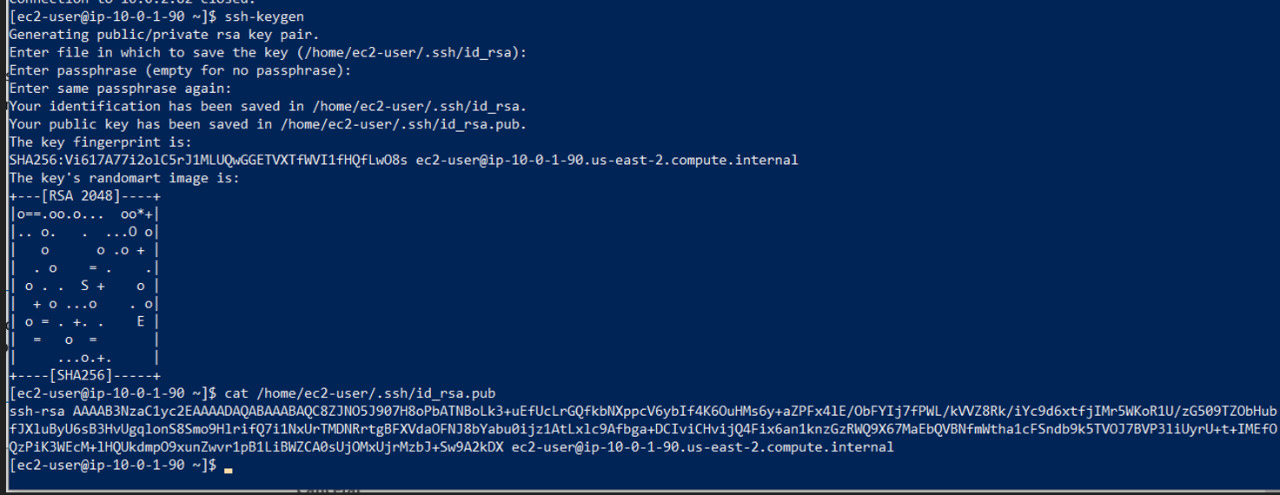 Connection to 10.0.2.62 closed.
[ec2-user@ip-10-0-1-90 ~]$ ssh-keygen
Generating public/private rsa key pair.
Enter file in which to save the key (/home/ec2-user/.ssh/id_rsa):
Enter passphrase (empty for no passphrase):
Enter same passphrase again:
Your identification has been saved in /home/ec2-user/.ssh/id_rsa.
Your public key has been saved in /home/ec2-user/.ssh/id_rsa.pub.
The key fingerprint is:
SHA256:Vi617A77i2olC5rJ1MLUQwGGETVXTfWVI1fHQfLwO8s ec2-user@ip-10-0-1-90.us-east-2.compute.internal
The key's randomart image is:
+---[RSA 2048]----+
|o==.oo.o...  oo*+|
|.. o.   .  ...O o|
|   o      o .o + |
|  . o    = .    .|
| o . .  S +    o |
|  + o ...o    . o|
| o = . +. .    E |
|  =   o  =       |
|     ...o.+.     |
+----[SHA256]-----+
[ec2-user@ip-10-0-1-90 ~]$ cat /home/ec2-user/.ssh/id_rsa.pub
ssh-rsa AAAAB3NzaC1yc2EAAAADAQABAAABAQC8ZJNO5J907H8oPbATNBoLk3+uEfUcLrGQfkbNXppcV6ybIf4K6OuHMs6y+aZPFx4lE/ObFYIj7fPWL/kVVZ8Rk/iYc9d6xtfjIMr5WKoR1U/zG509TZObHub
fJXluByU6sB3HvUgqlonS8Smo9HlrifQ7i1NxUrTMDNRrtgBFXVdaOFNJ8bYabu0ijz1AtLxlc9Afbga+DCIviCHvijQ4Fix6an1knzGzRWQ9X67MaEbQVBNfmWtha1cFSndb9k5TVOJ7BVP3liUyrU+t+IMEfO
QzPiK3WEcM+lHQUkdmpO9xunZwvr1pB1LiBWZCA0sUjOMxUjrMzbJ+Sw9A2kDX ec2-user@ip-10-0-1-90.us-east-2.compute.internal
[ec2-user@ip-10-0-1-90 ~]$